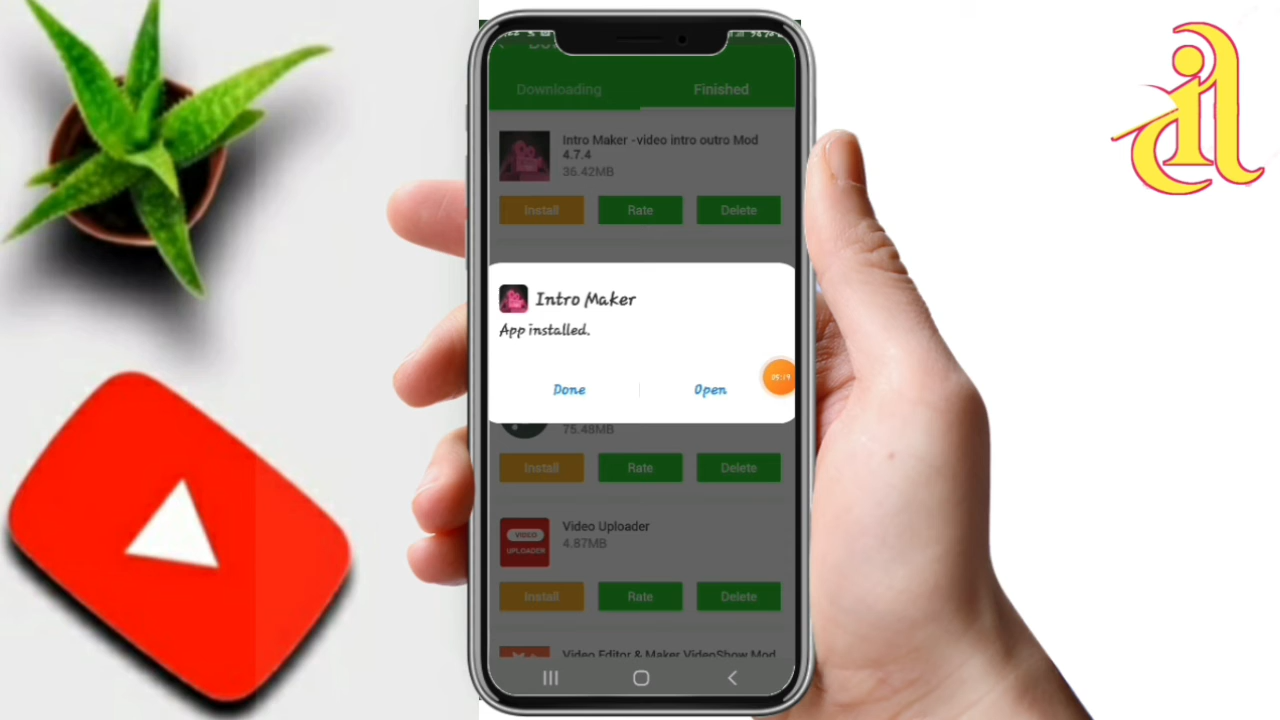 Downloading
Finished
Intro Maker -video intro outro Mod
4.7.4
36.42MB
Install
Rate
Delete
Intro Maker
App installed.
Done
Open
05:19
75.48MB
Install
Rate
Delete
Video Uploader
4.87MB
VIDEO
UPLOADER
Install
Rate
Delete
Video Editor & Maker VideoShow Mod